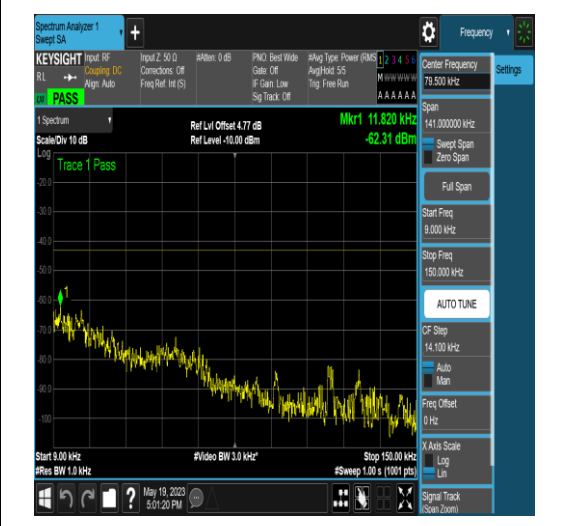 Spectrum Analyzer 1
Swept SA
+
Frequency
KEYSIGHT
RL
PASS
Input: RF
Coupling: DC
Align: Auto
Input Z: 50 Ω
Corrections: Off
Freq Ref: Int (S)
#Atten: 0 dB
PNO: Best Wide
Gate: Off
IF Gain: Low
Sig Track: Off
#Avg Type: Power (RMS
Avg|Hold: 5/5
Trig: Free Run
1 2 3 4 5 6
M w w w w w
A A A A A A
1 Spectrum
Scale/Div 10 dB
Ref Lvl Offset 4.77 dB
Ref Level -10.00 dBm
Mkr1 11.820 kHz
-62.31 dBm
Log
Trace 1 Pass
-20.0
-30.0
-40.0
-50.0
-60.0
1
-70.0
-80.0
-90.0
-100
Start 9.00 kHz
#Res BW 1.0 kHz
#Video BW 3.0 kHz*
Stop 150.00 kHz
#Sweep 1.00 s (1001 pts)
?
May 19, 2023
5:01:20 PM
Settings
Center Frequency
79.500 kHz
Span
141.000000 kHz
Swept Span
Zero Span
Full Span
Start Freq
9.000 kHz
Stop Freq
150.000 kHz
AUTO TUNE
CF Step
14.100 kHz
Auto
Man
Freq Offset
0 Hz
X Axis Scale
Log
Lin
Signal Track
(Span Zoom)